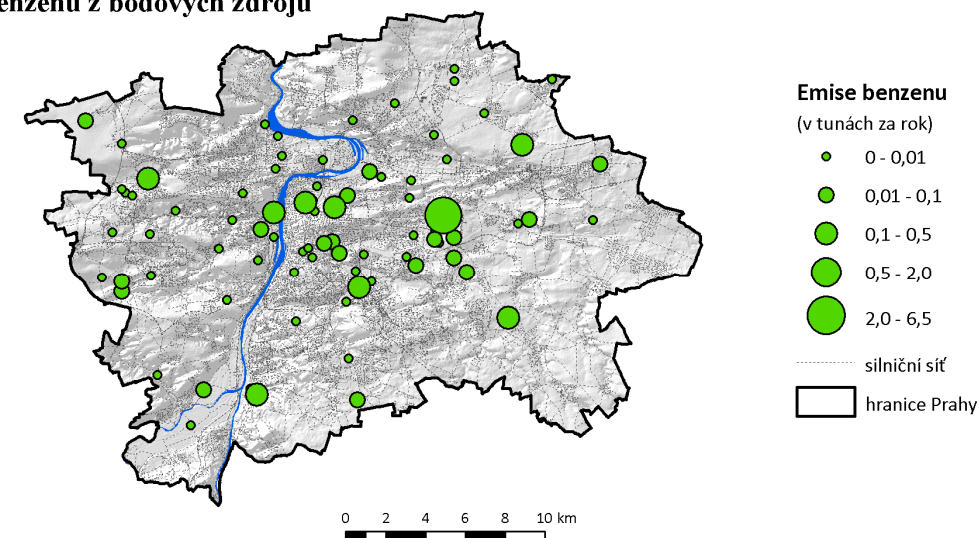 benzenu z bodových zdrojů
Emise benzenu
(v tunách za rok)
0 - 0,01
0,01 - 0,1
0,1 - 0,5
0,5 - 2,0
2,0 - 6,5
silniční síť
hranice Prahy
0 2 4 6 8 10 km